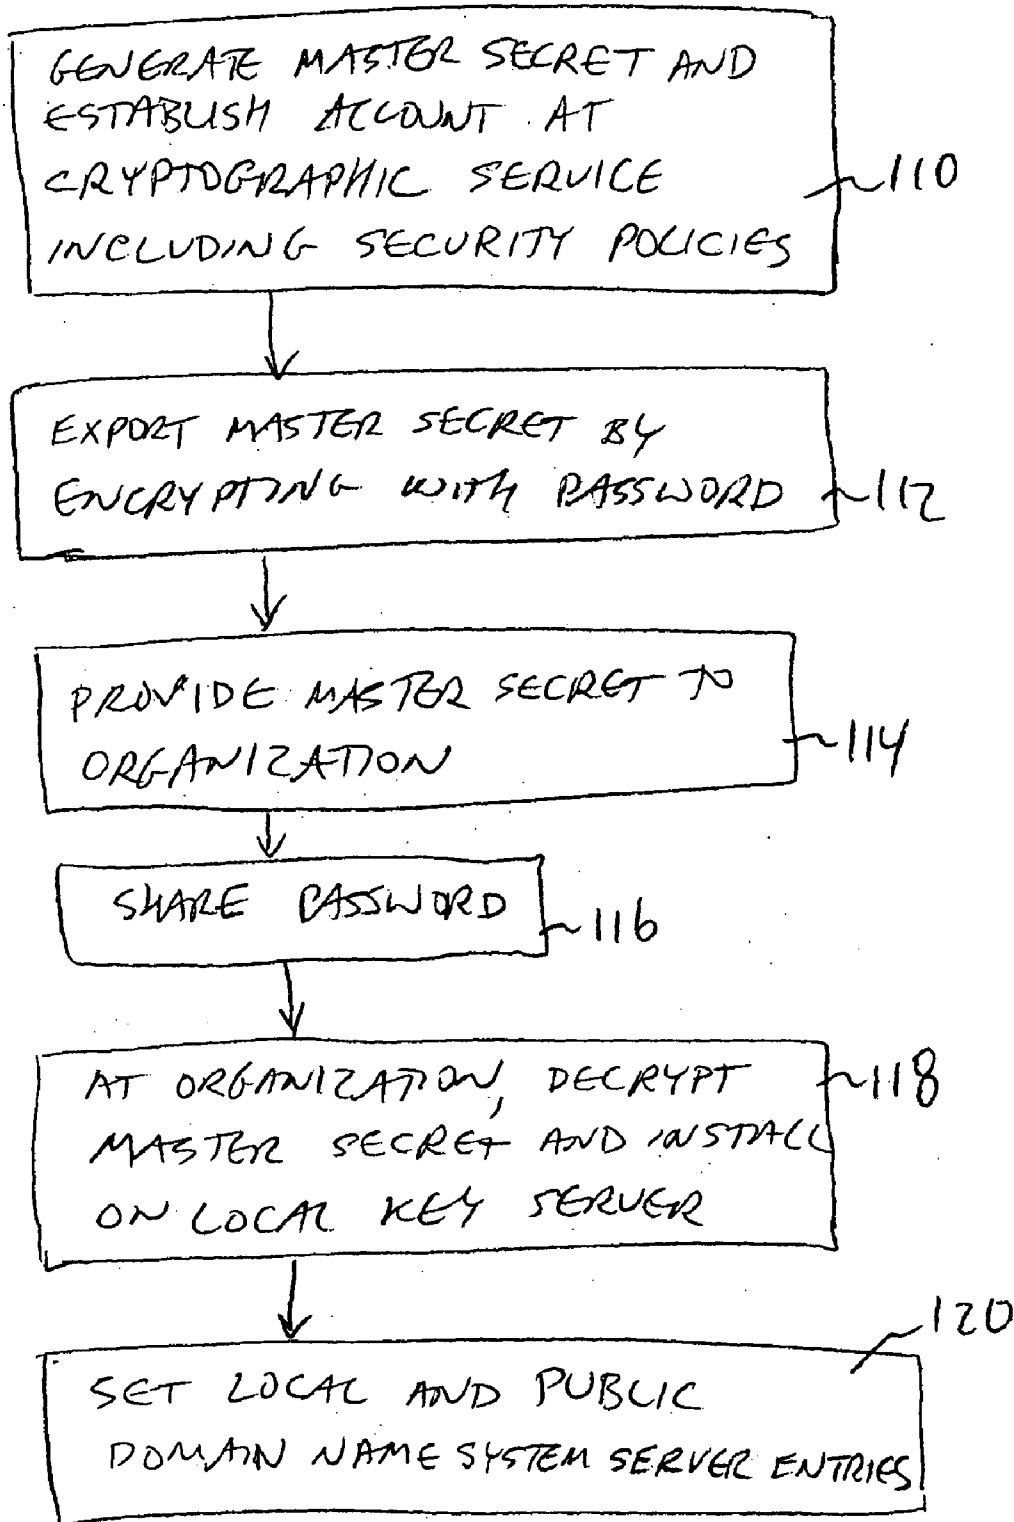 GENERATE MASTER SECRET AND
ESTABLISH ACCOUNT AT
CRYPTOGRAPHIC SERVICE
INCLUDING SECURITY POLICIES
110
EXPORT MASTER SECRET BY
ENCRYPTING WITH PASSWORD
112
PROVIDE MASTER SECRET TO
ORGANIZATION
114
SHARE PASSWORD
116
AT ORGANIZATION, DECRYPT
MASTER SECRET AND INSTALL
ON LOCAL KEY SERVER
118
120
SET LOCAL AND PUBLIC
DOMAIN NAME SYSTEM SERVER ENTRIES